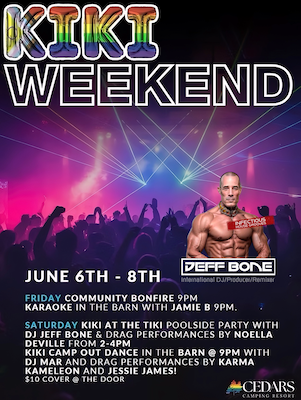 KIKI
WEEKEND
INFECTIOUS
DEFF BONE
International DJ/Producer/Remixer
JUNE 6TH - 8TH
FRIDAY COMMUNITY BONFIRE 9PM
KARAOKE IN THE BARN WITH JAMIE B 9PM.
SATURDAY KIKI AT THE TIKI POOLSIDE PARTY WITH
DJ JEFF BONE & DRAG PERFORMANCES BY NOELLA
DEVILLE FROM 2-4PM
KIKI CAMP OUT DANCE IN THE BARN @ 9PM WITH
DJ MAR AND DRAG PERFORMANCES BY KARMA
KAMELEON AND JESSIE JAMES!
$10 COVER @ THE DOOR
CEDARS
CAMPING RESORT